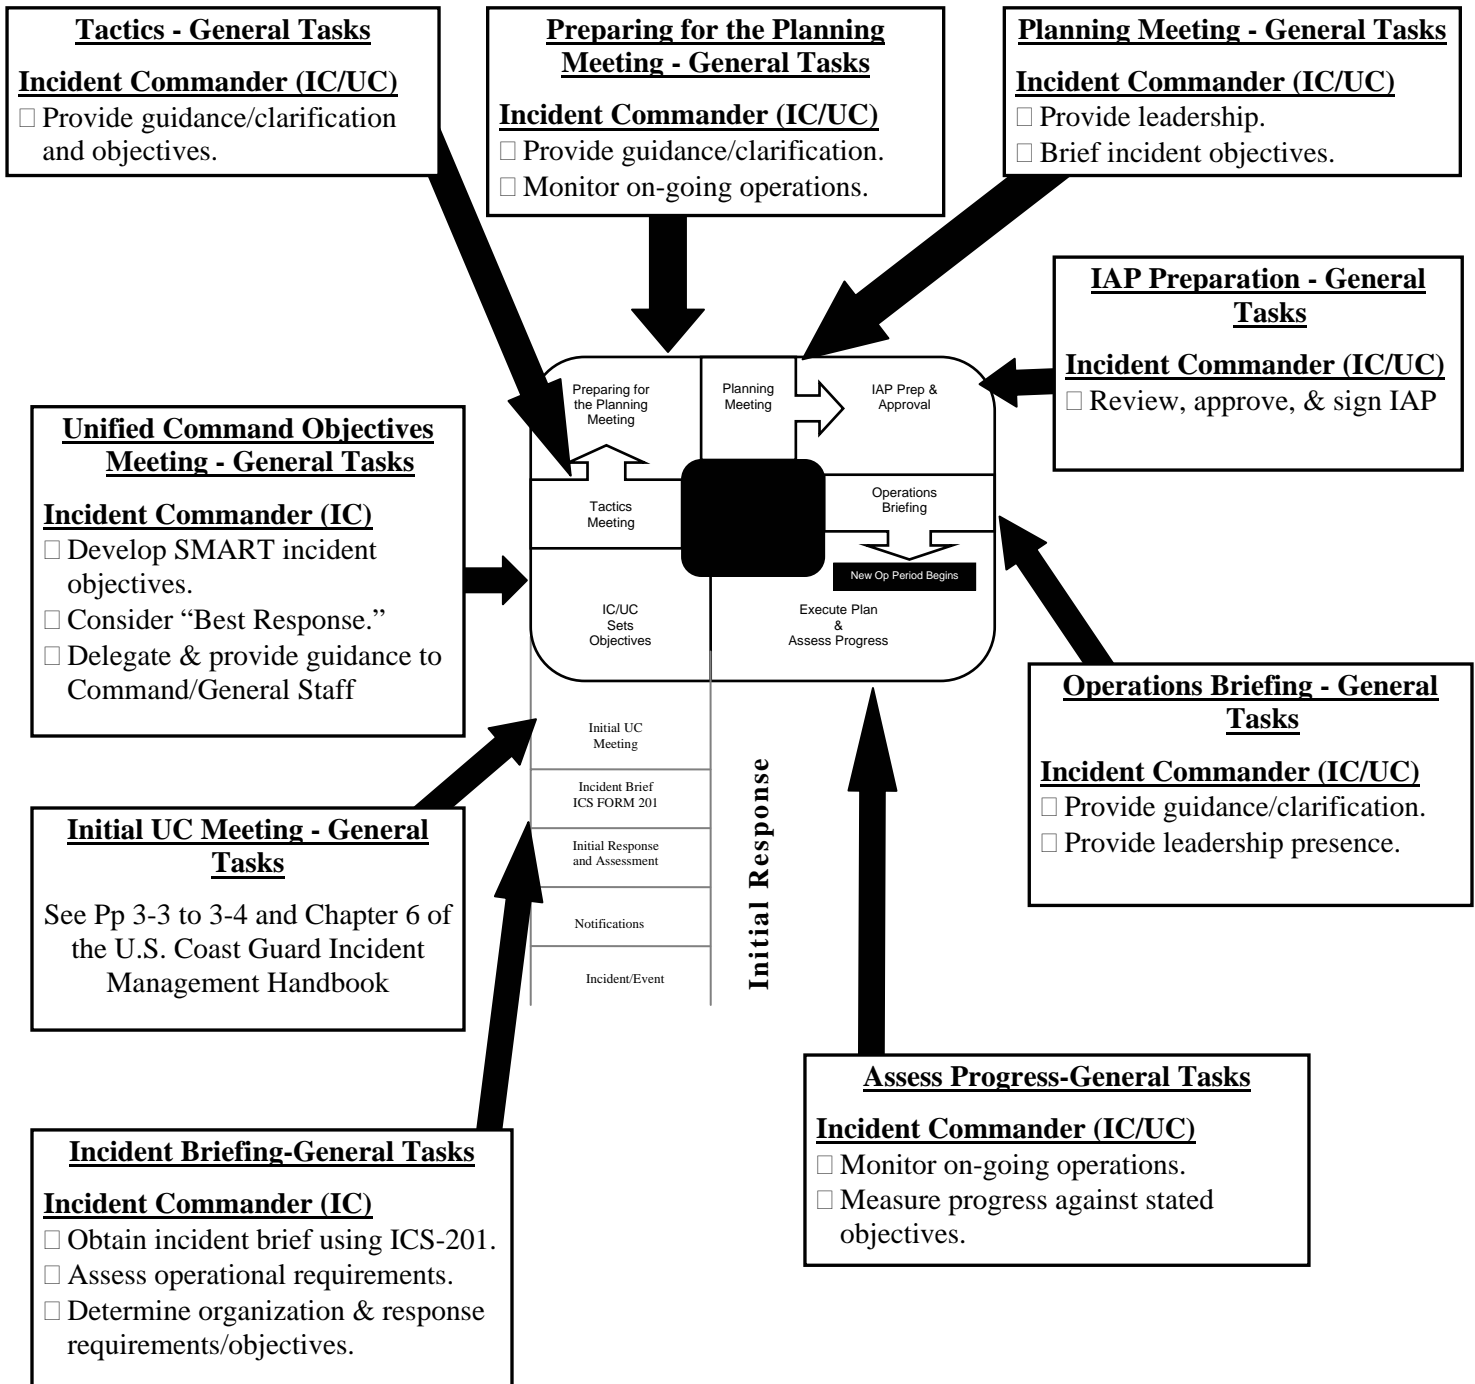 Tactics - General Tasks
Incident Commander (IC/UC)
□ Provide guidance/clarification
and objectives.
Preparing for the Planning
Meeting - General Tasks
Incident Commander (IC/UC)
□ Provide guidance/clarification.
□ Monitor on-going operations.
Planning Meeting - General Tasks
Incident Commander (IC/UC)
□ Provide leadership.
□ Brief incident objectives.
IAP Preparation - General
Tasks
Incident Commander (IC/UC)
□ Review, approve, & sign IAP
Unified Command Objectives
Meeting - General Tasks
Incident Commander (IC)
□ Develop SMART incident
objectives.
□ Consider “Best Response.”
□ Delegate & provide guidance to
Command/General Staff
Preparing for
the Planning
Meeting
Planning
Meeting
IAP Prep &
Approval
Tactics
Meeting
Operations
Briefing
New Op Period Begins
IC/UC
Sets
Objectives
Execute Plan
&
Assess Progress
Initial UC
Meeting
Incident Brief
ICS FORM 201
Initial Response
and Assessment
Notifications
Incident/Event
Initial Response
Operations Briefing - General
Tasks
Incident Commander (IC/UC)
□ Provide guidance/clarification.
□ Provide leadership presence.
Initial UC Meeting - General
Tasks
See Pp 3-3 to 3-4 and Chapter 6 of
the U.S. Coast Guard Incident
Management Handbook
Assess Progress-General Tasks
Incident Commander (IC/UC)
□ Monitor on-going operations.
□ Measure progress against stated
objectives.
Incident Briefing-General Tasks
Incident Commander (IC)
□ Obtain incident brief using ICS-201.
□ Assess operational requirements.
□ Determine organization & response
requirements/objectives.